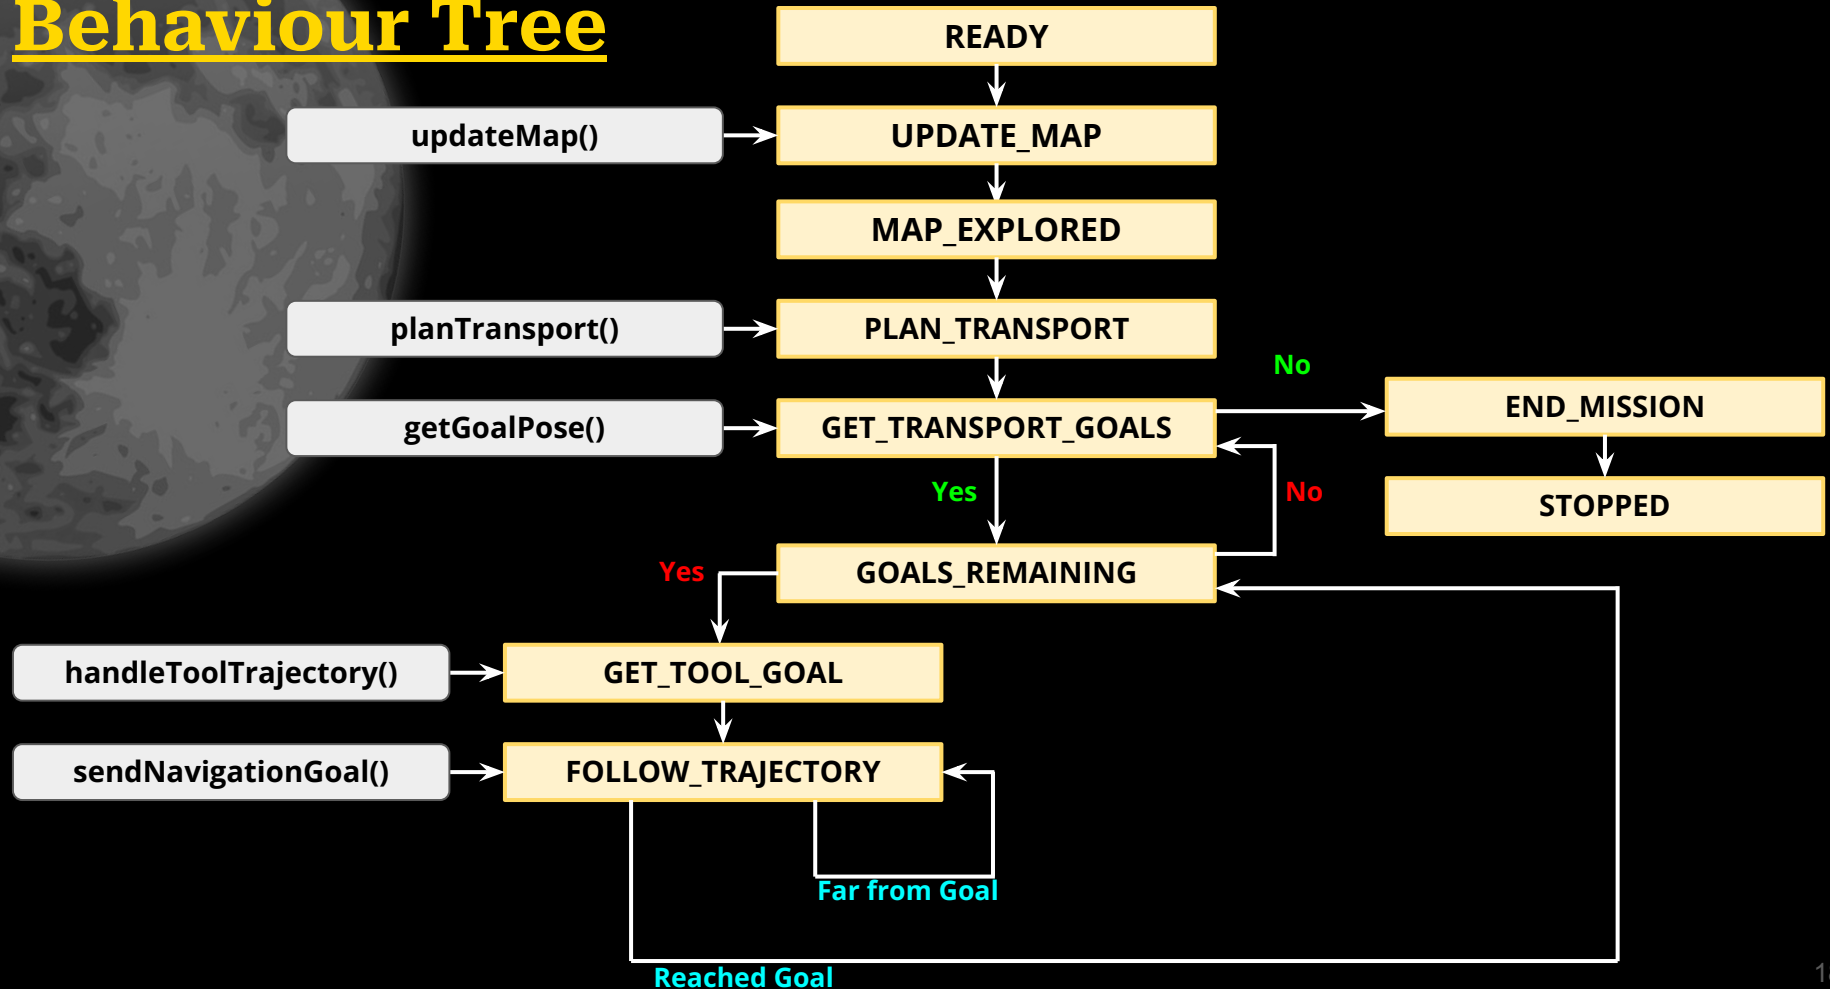 Behaviour Tree
READY
updateMap()
UPDATE_MAP
MAP_EXPLORED
planTransport()
PLAN_TRANSPORT
No
getGoalPose()
GET_TRANSPORT_GOALS
END_MISSION
Yes
No
STOPPED
Yes
GOALS_REMAINING
handleToolTrajectory()
GET_TOOL_GOAL
sendNavigationGoal()
FOLLOW_TRAJECTORY
Far from Goal
Reached Goal